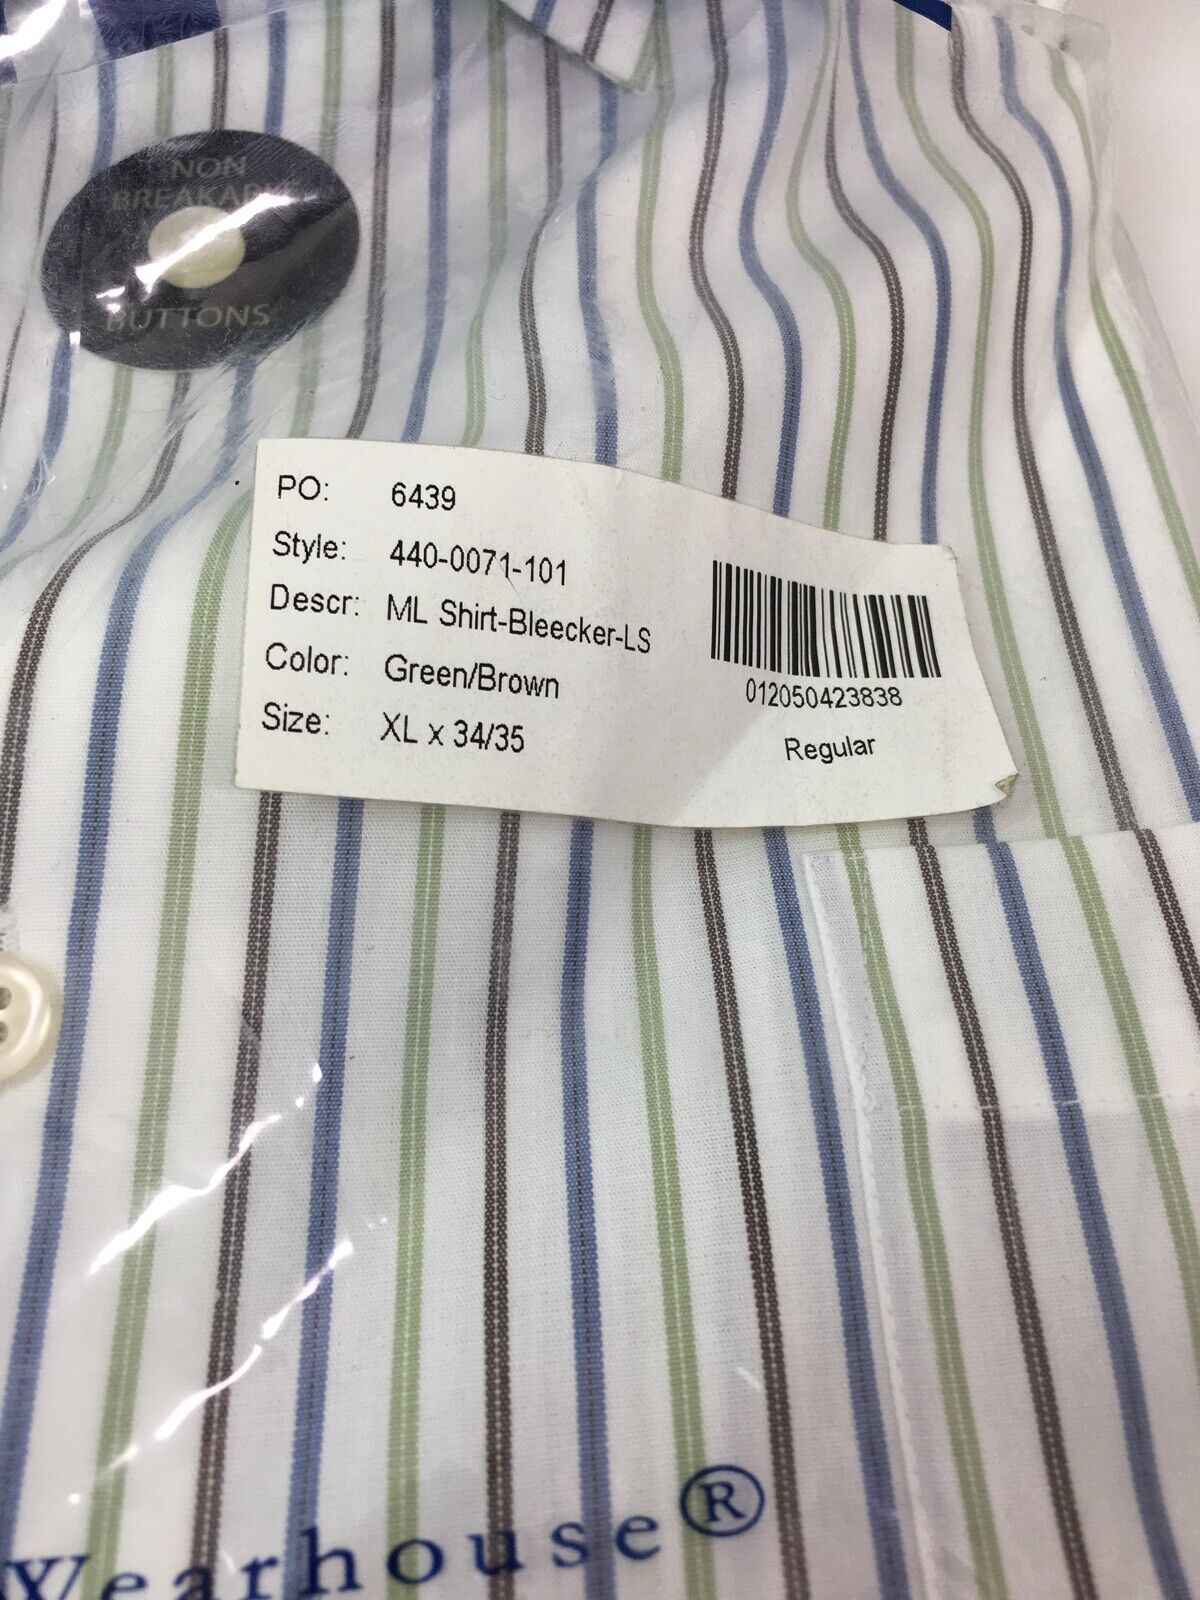 NON
BREAKABLE
BUTTONS
PO: 6439
Style: 440-0071-101
Descr: ML Shirt-Bleecker-LS
Color: Green/Brown
Size: XL x 34/35
012050423838
Regular
Wearhouse®